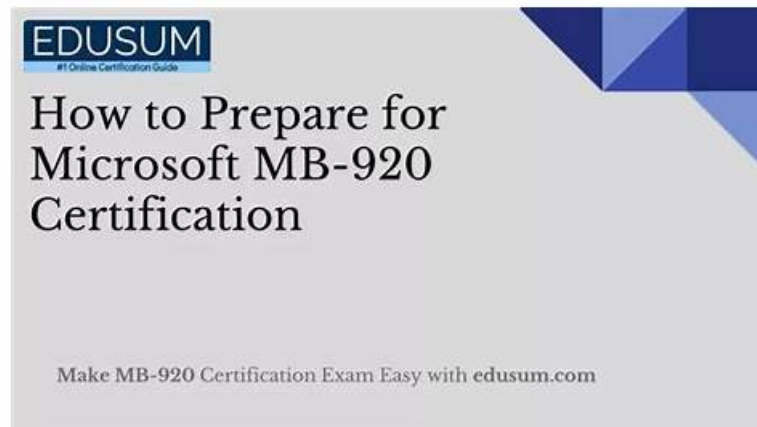 EDUSUM
#1 Online Certification Guide
How to Prepare for
Microsoft MB-920
Certification
Make MB-920 Certification Exam Easy with edusum.com